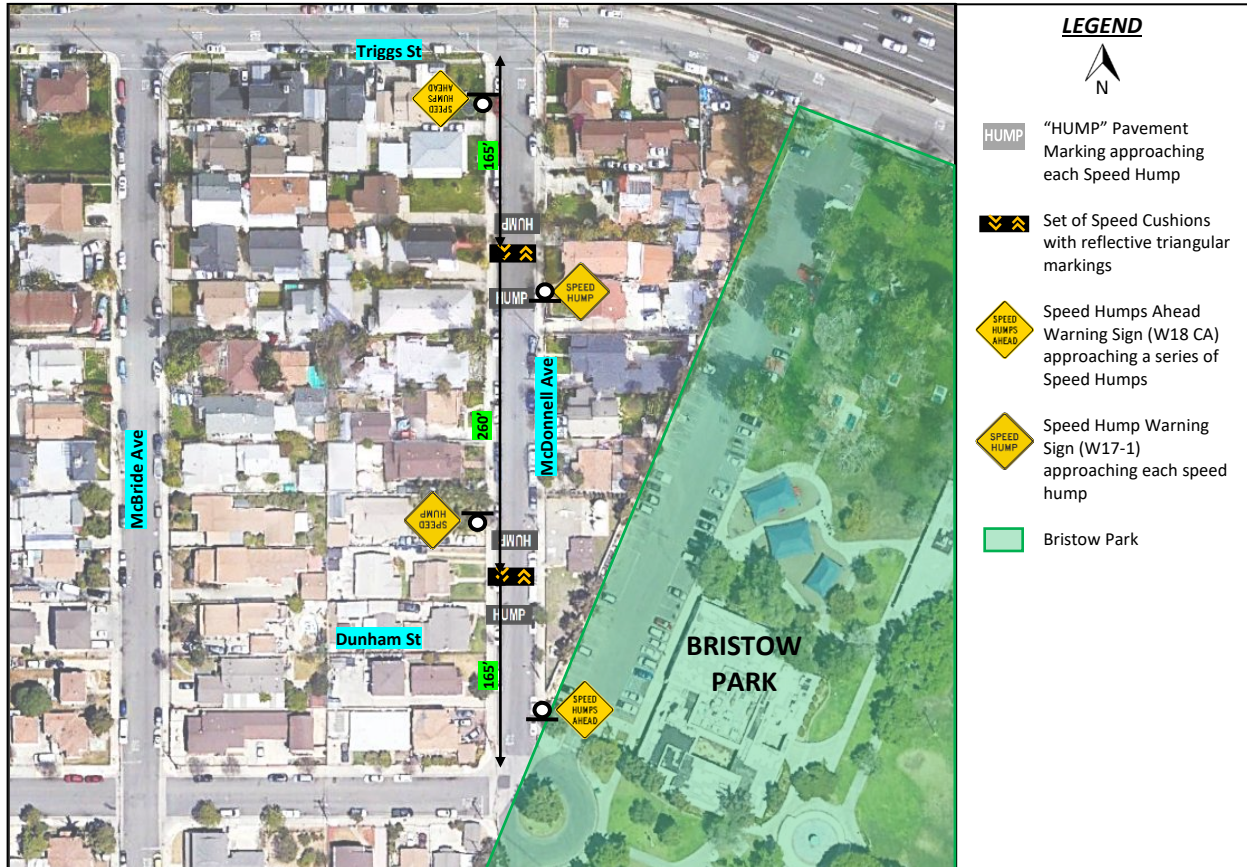 Triggs St
SPEED
HUMPS
AHEAD
165'
HUMP
HUMP
SPEED
HUMP
McDonnell Ave
260'
McBride Ave
SPEED
HUMP
HUMP
HUMP
Dunham St
165'
SPEED
HUMPS
AHEAD
BRISTOW
PARK
LEGEND
N
HUMP
"HUMP" Pavement
Marking approaching
each Speed Hump
Set of Speed Cushions
with reflective triangular
markings
SPEED
HUMPS
AHEAD
Speed Humps Ahead
Warning Sign (W18 CA)
approaching a series of
Speed Humps
SPEED
HUMP
Speed Hump Warning
Sign (W17-1)
approaching each speed
hump
Bristow Park